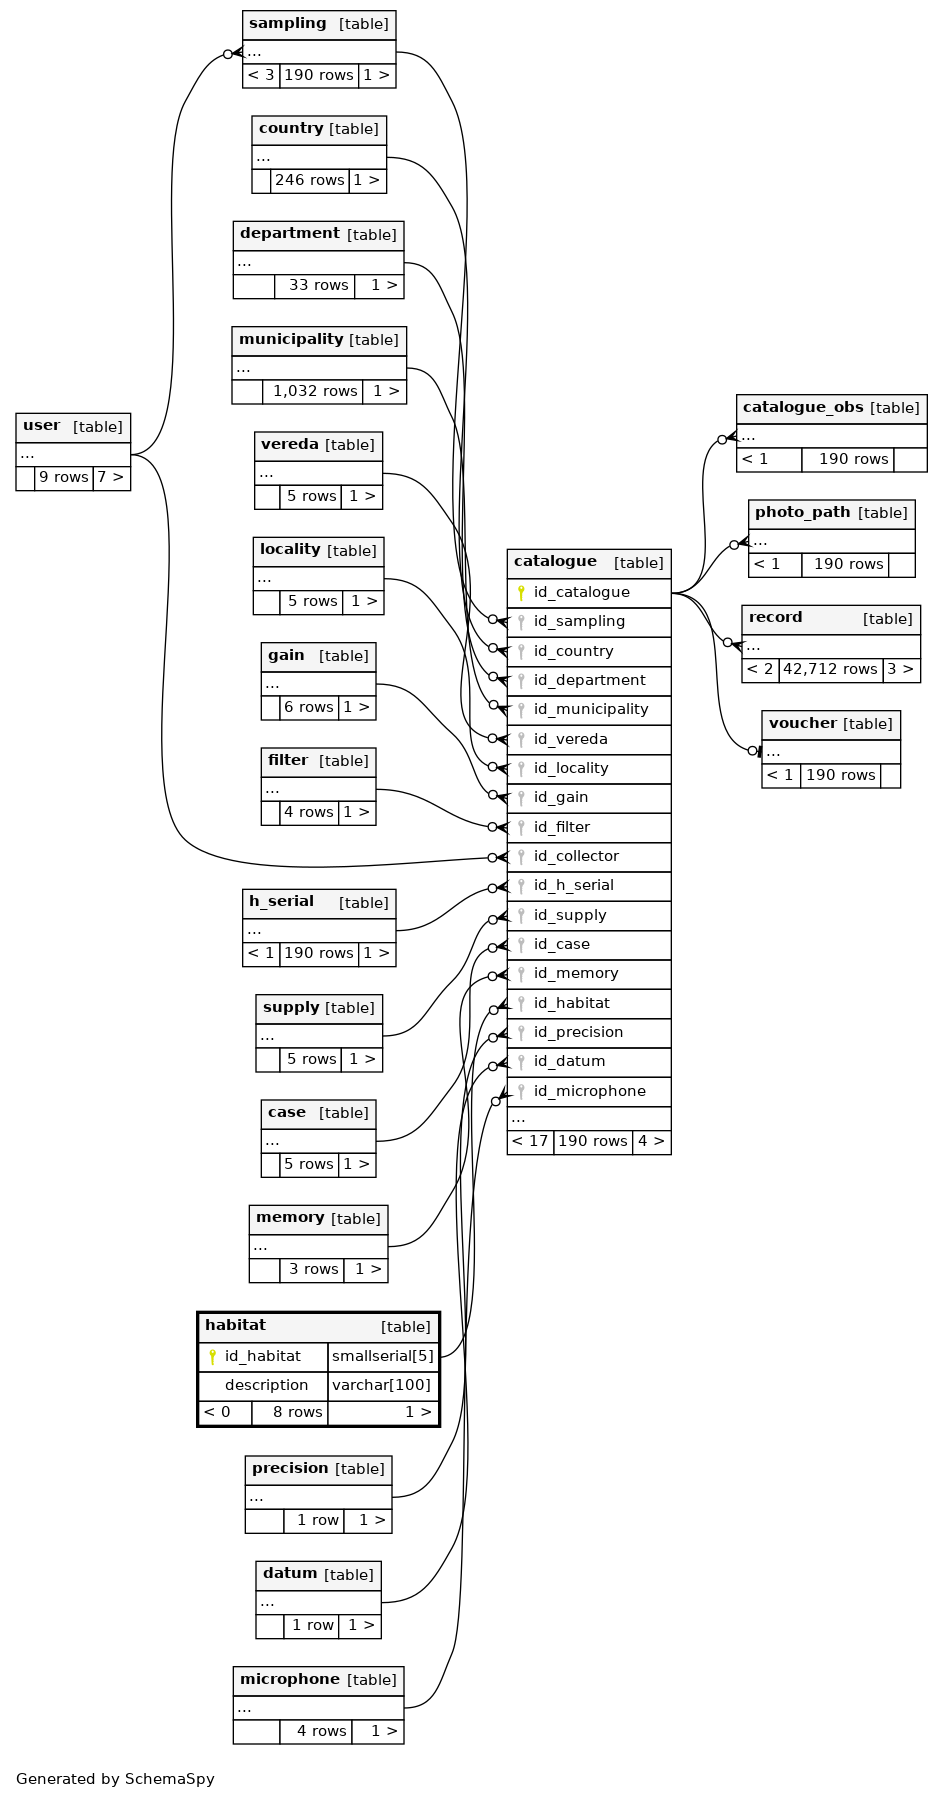 sampling [table]
...
< 3 190 rows 1 >
country [table]
...
246 rows 1 >
department [table]
...
33 rows 1 >
municipality [table]
...
1,032 rows 1 >
user [table]
...
9 rows 7 >
vereda [table]
...
5 rows 1 >
locality [table]
...
5 rows 1 >
gain [table]
...
6 rows 1 >
filter [table]
...
4 rows 1 >
h_serial [table]
...
< 1 190 rows 1 >
supply [table]
...
5 rows 1 >
case [table]
...
5 rows 1 >
memory [table]
...
3 rows 1 >
habitat [table]
id_habitat smallserial[5]
description varchar[100]
< 0 8 rows 1 >
precision [table]
...
1 row 1 >
datum [table]
...
1 row 1 >
microphone [table]
...
4 rows 1 >
catalogue [table]
id_catalogue
id_sampling
id_country
id_department
id_municipality
id_vereda
id_locality
id_gain
id_filter
id_collector
id_h_serial
id_supply
id_case
id_memory
id_habitat
id_precision
id_datum
id_microphone
...
< 17 190 rows 4 >
catalogue_obs [table]
...
< 1 190 rows
photo_path [table]
...
< 1 190 rows
record [table]
...
< 2 42,712 rows 3 >
voucher [table]
...
< 1 190 rows
Generated by SchemaSpy